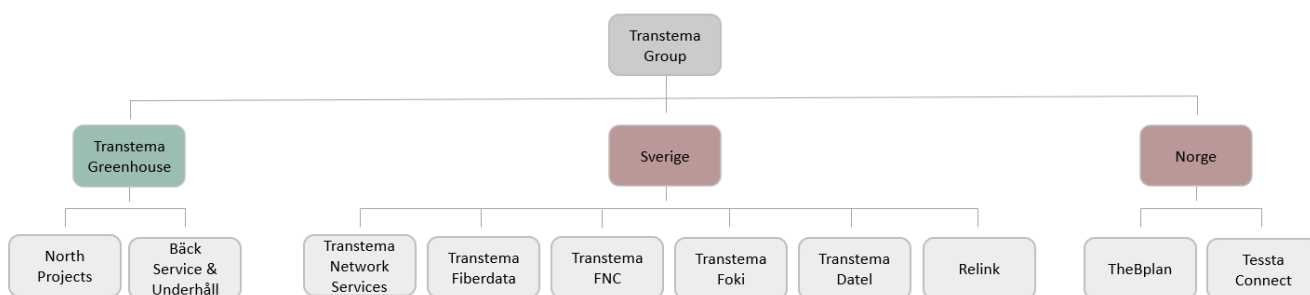 Transtema
Group
Transtema
Greenhouse
Sverige
Norge
North
Projects
Bäck
Service &
Underhåll
Transtema
Network
Services
Transtema
Fiberdata
Transtema
FNC
Transtema
Foki
Transtema
Datel
Relink
TheBplan
Tessta
Connect